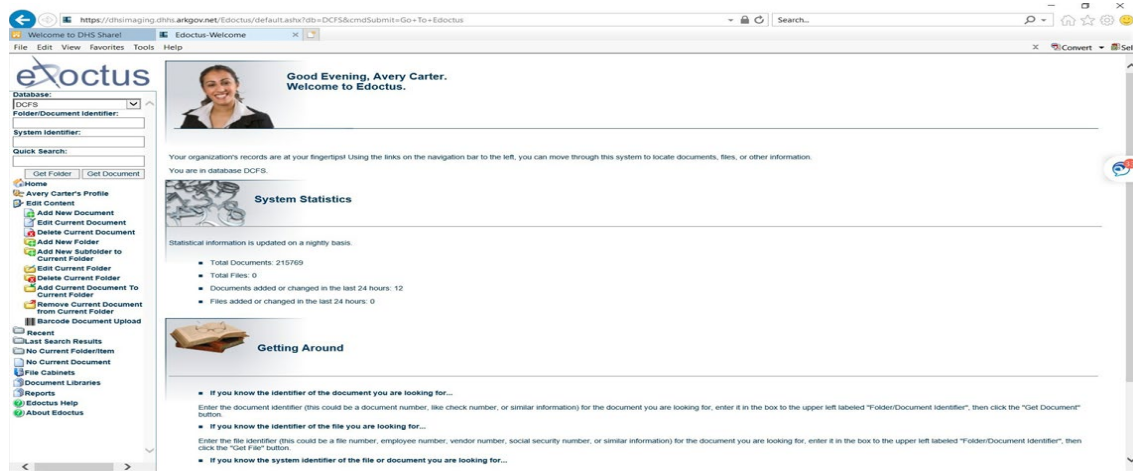 https://dhsimaging.dhhs.arkgov.net/Edoctus/default.ashx?db=DCFS&cmdSubmit=Go+To+Edoctus
Search...
Welcome to DHS Share!
Edoctus-Welcome
File Edit View Favorites Tools Help
Convert
Sel
Database:
DCFS
Folder/Document Identifier:
System Identifier:
Quick Search:
Get Folder Get Document
Home
Avery Carter's Profile
Edit Content
Add New Document
Edit Current Document
Delete Current Document
Add New Folder
Add New Subfolder to
Current Folder
Edit Current Folder
Delete Current Folder
Add Current Document To
Current Folder
Remove Current Document
from Current Folder
Barcode Document Upload
Recent
Last Search Results
No Current Folder/Item
No Current Document
File Cabinets
Document Libraries
Reports
Edoctus Help
About Edoctus
Good Evening, Avery Carter.
Welcome to Edoctus.
Your organization's records are at your fingertips! Using the links on the navigation bar to the left, you can move through this system to locate documents, files, or other information.
You are in database DCFS.
System Statistics
Statistical information is updated on a nightly basis.
Total Documents: 215769
Total Files: 0
Documents added or changed in the last 24 hours: 12
Files added or changed in the last 24 hours: 0
Getting Around
If you know the identifier of the document you are looking for...
Enter the document identifier (this could be a document number, like check number, or similar information) for the document you are looking for, enter it in the box to the upper left labeled "Folder/Document Identifier", then click the "Get Document"
button.
If you know the identifier of the file you are looking for...
Enter the file identifier (this could be a file number, employee number, vendor number, social security number, or similar information) for the document you are looking for, enter it in the box to the upper left labeled "Folder/Document Identifier", then
click the "Get File" button.
If you know the system identifier of the file or document you are looking for...